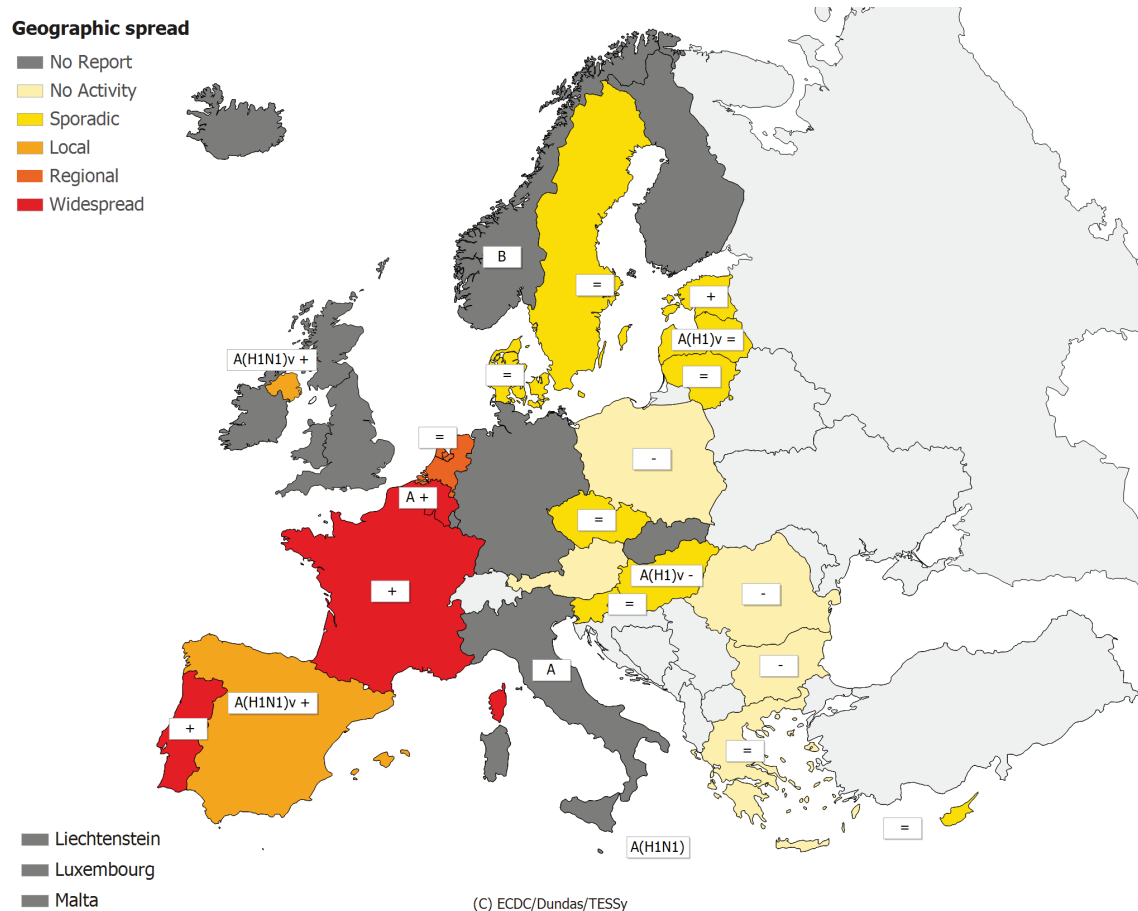 Geographic spread
No Report
No Activity
Sporadic
Local
Regional
Widespread
B
=
+
A(H1N1)v +
A(H1)v =
=
=
=
-
A +
=
A(H1)v -
+
=
-
A
-
A(H1N1)v +
+
=
=
A(H1N1)
Liechtenstein
Luxembourg
Malta
(C) ECDC/Dundas/TESSy